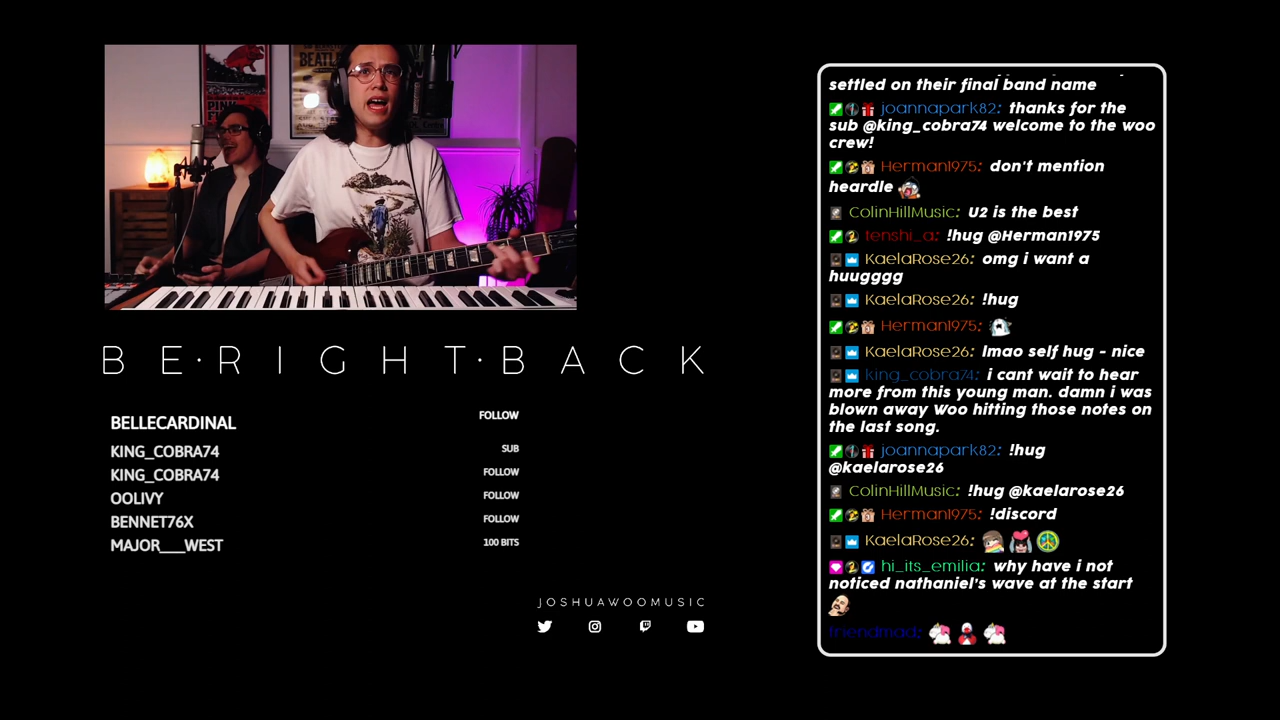 PINK
BEATLES
B E · R I G H T · B A C K
BELLECARDINAL FOLLOW
KING_COBRA74 SUB
KING_COBRA74 FOLLOW
OOLIVY FOLLOW
BENNET76X FOLLOW
MAJOR___WEST 100 BITS
JOSHUAWOOMUSIC
settled on their final band name
joannapark82: thanks for the
sub @king_cobra74 welcome to the woo
crew!
Herman1975: don't mention
heardle
ColinHillMusic: U2 is the best
tenshi_a: !hug @Herman1975
KaelaRose26: omg i want a
huugggg
KaelaRose26: !hug
Herman1975:
KaelaRose26: lmao self hug - nice
king_cobra74: i cant wait to hear
more from this young man. damn i was
blown away Woo hitting those notes on
the last song.
joannapark82: !hug
@kaelarose26
ColinHillMusic: !hug @kaelarose26
Herman1975: !discord
KaelaRose26:
hi_its_emilia: why have i not
noticed nathaniel's wave at the start
friendmad: